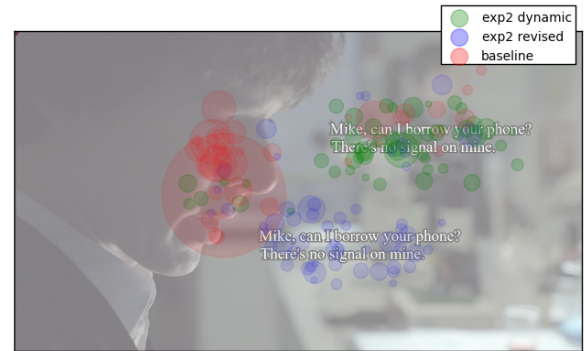 exp2 dynamic
exp2 revised
baseline
Mike, can I borrow your phone?
There's no signal on mine.
Mike, can I borrow your phone?
There's no signal on mine.